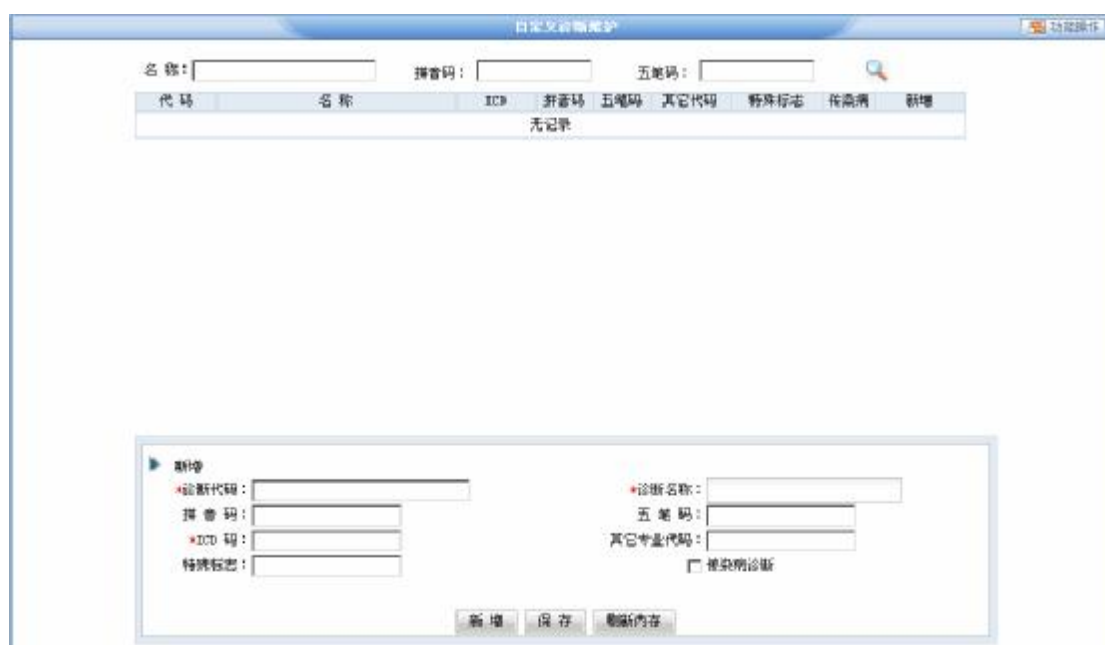 自定义诊断维护 功能操作
名 称: 拼音码: 五笔码:
代 码 名 称 ICD 拼音码 五笔码 其它代码 特殊标志 传染病 新增
无记录
新增
*诊断代码: *诊断名称:
拼 音 码: 五 笔 码:
*ICD 码: 其它专业代码:
特殊标志: 传染病诊断
新 增 保 存 刷新内存